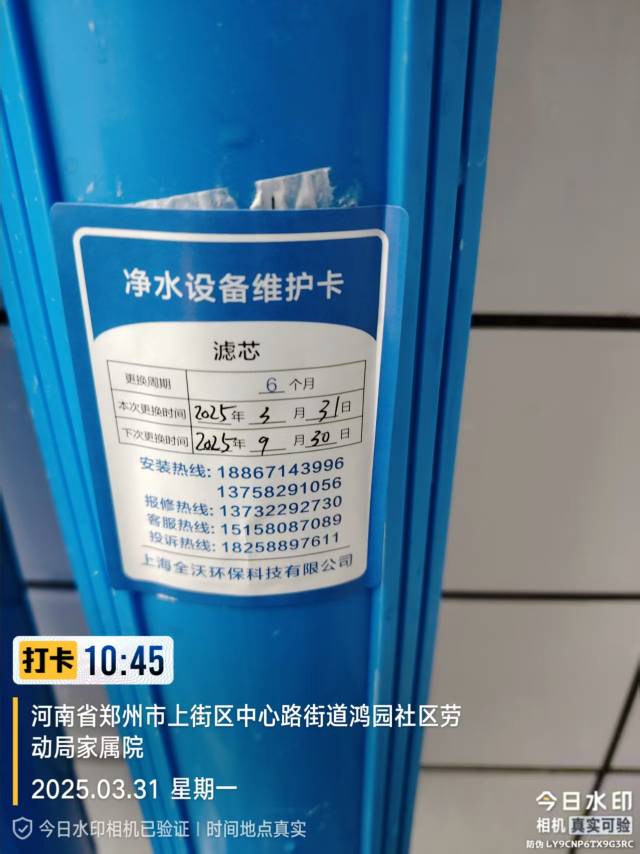 净水设备维护卡
滤芯
更换周期 6 个月
本次更换时间 2025年 3 月 31日
下次更换时间 2025年 9 月 30 日
安装热线: 18867143996
13758291056
报修热线: 13732292730
客服热线: 15158087089
投诉热线: 18258897611
上海全沃环保科技有限公司
打卡 10:45
河南省郑州市上街区中心路街道鸿园社区劳
动局家属院
2025.03.31 星期一
今日水印相机已验证 | 时间地点真实
今日水印
相机 真实可验
防伪 LY9CNP6TX9G3RC